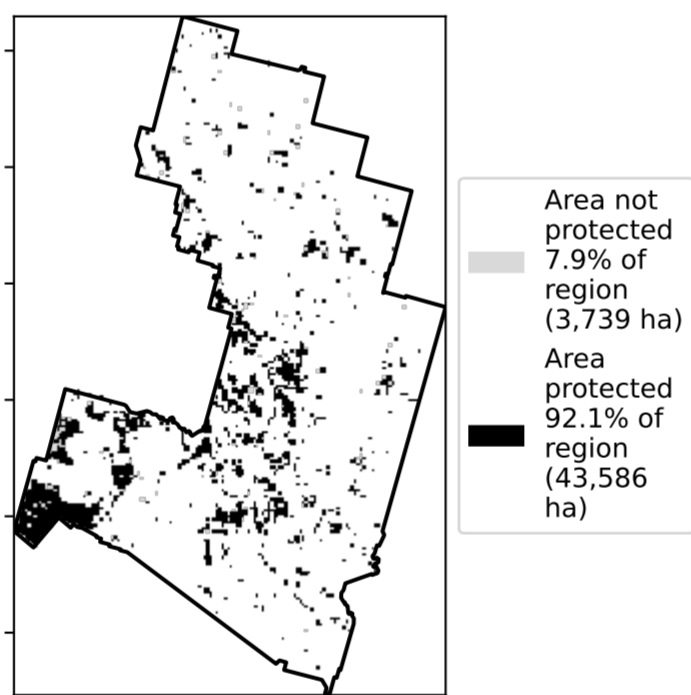 Area not
protected
7.9% of
region
(3,739 ha)
Area
protected
92.1% of
region
(43,586
ha)